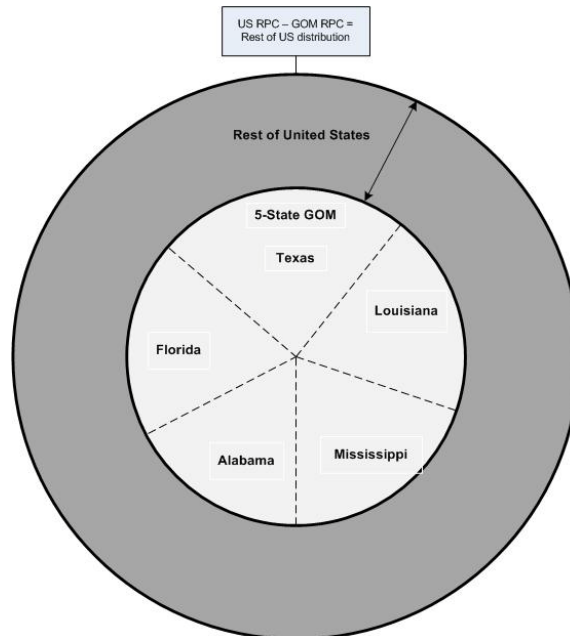 US RPC – GOM RPC =
Rest of US distribution
Rest of United States
5-State GOM
Texas
Louisiana
Florida
Alabama
Mississippi